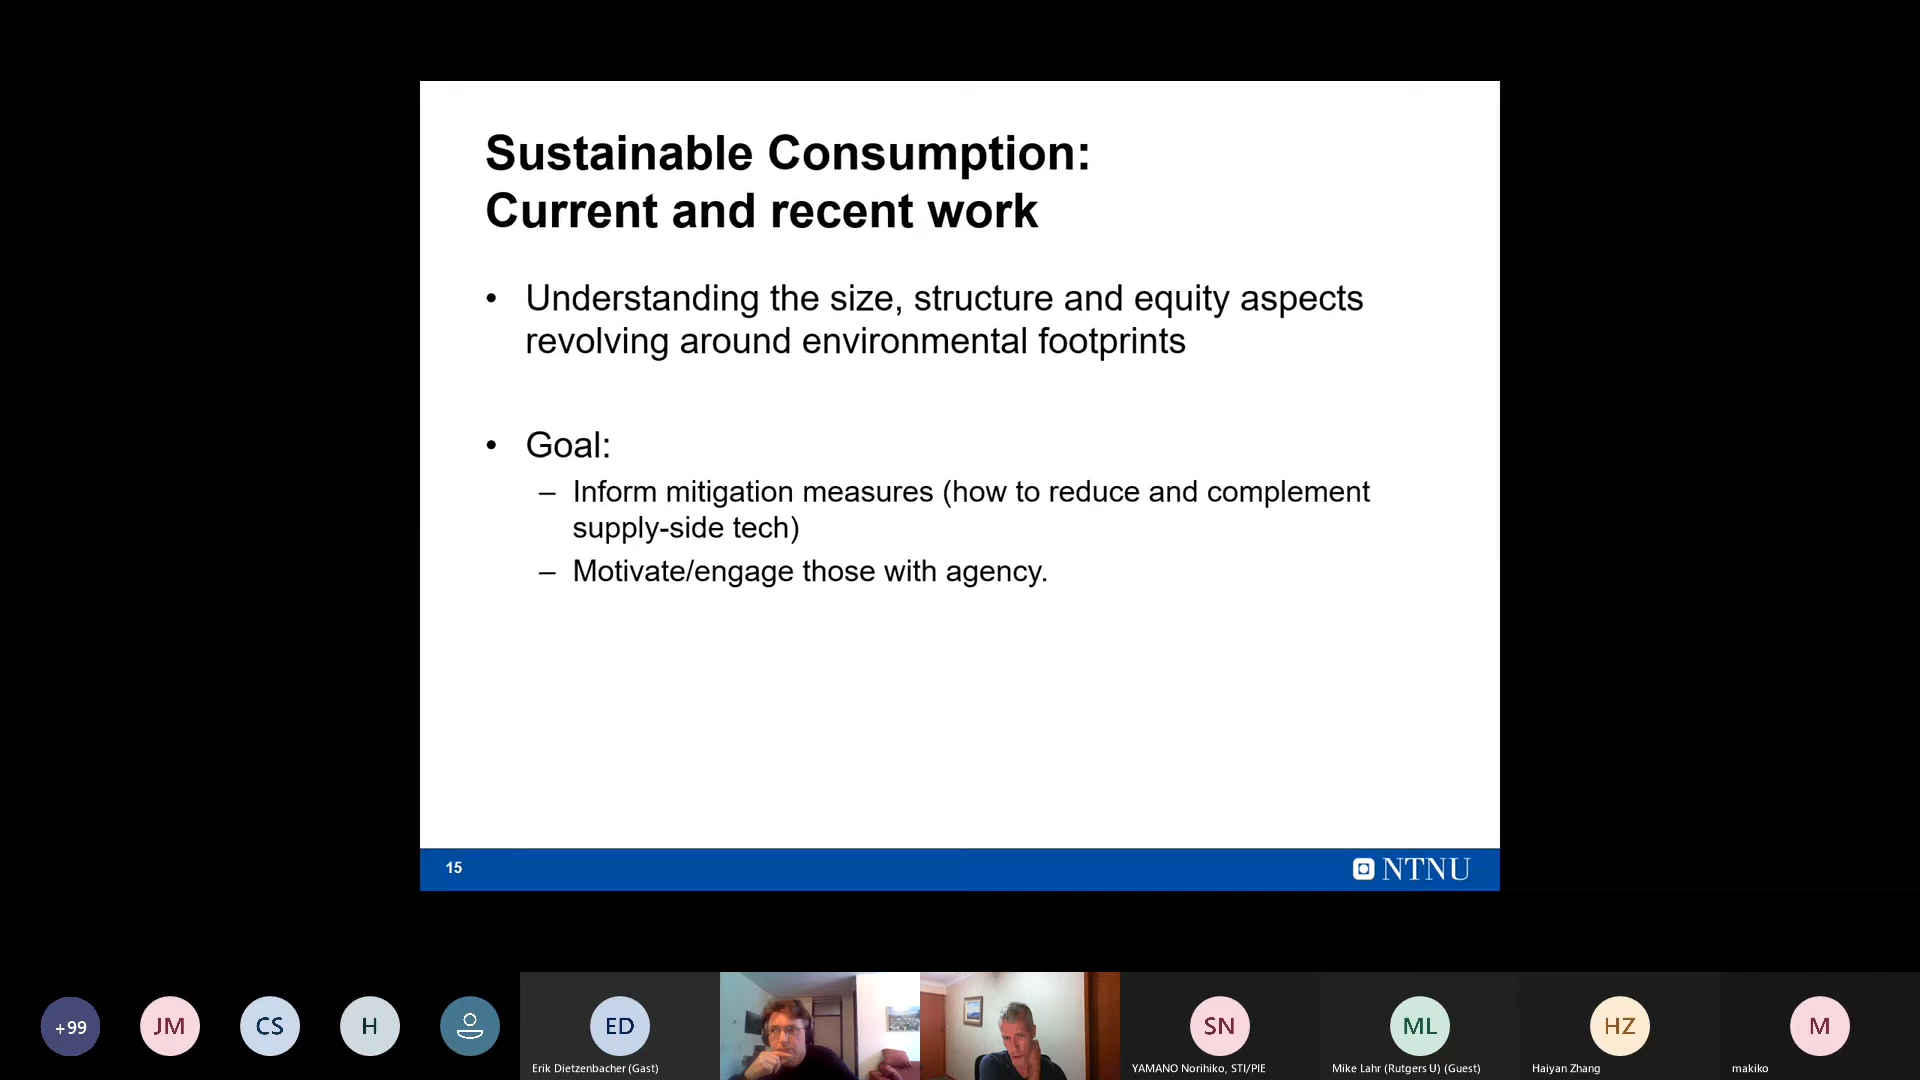 Sustainable Consumption:
Current and recent work
• Understanding the size, structure and equity aspects
revolving around environmental footprints
• Goal:
– Inform mitigation measures (how to reduce and complement
supply-side tech)
– Motivate/engage those with agency.
15
NTNU
+99
JM
CS
H
ED
SN
ML
HZ
M
Erik Dietzenbacher (Gast)
YAMANO Norihiko, STI/PIE
Mike Lahr (Rutgers U) (Guest)
Haiyan Zhang
makiko